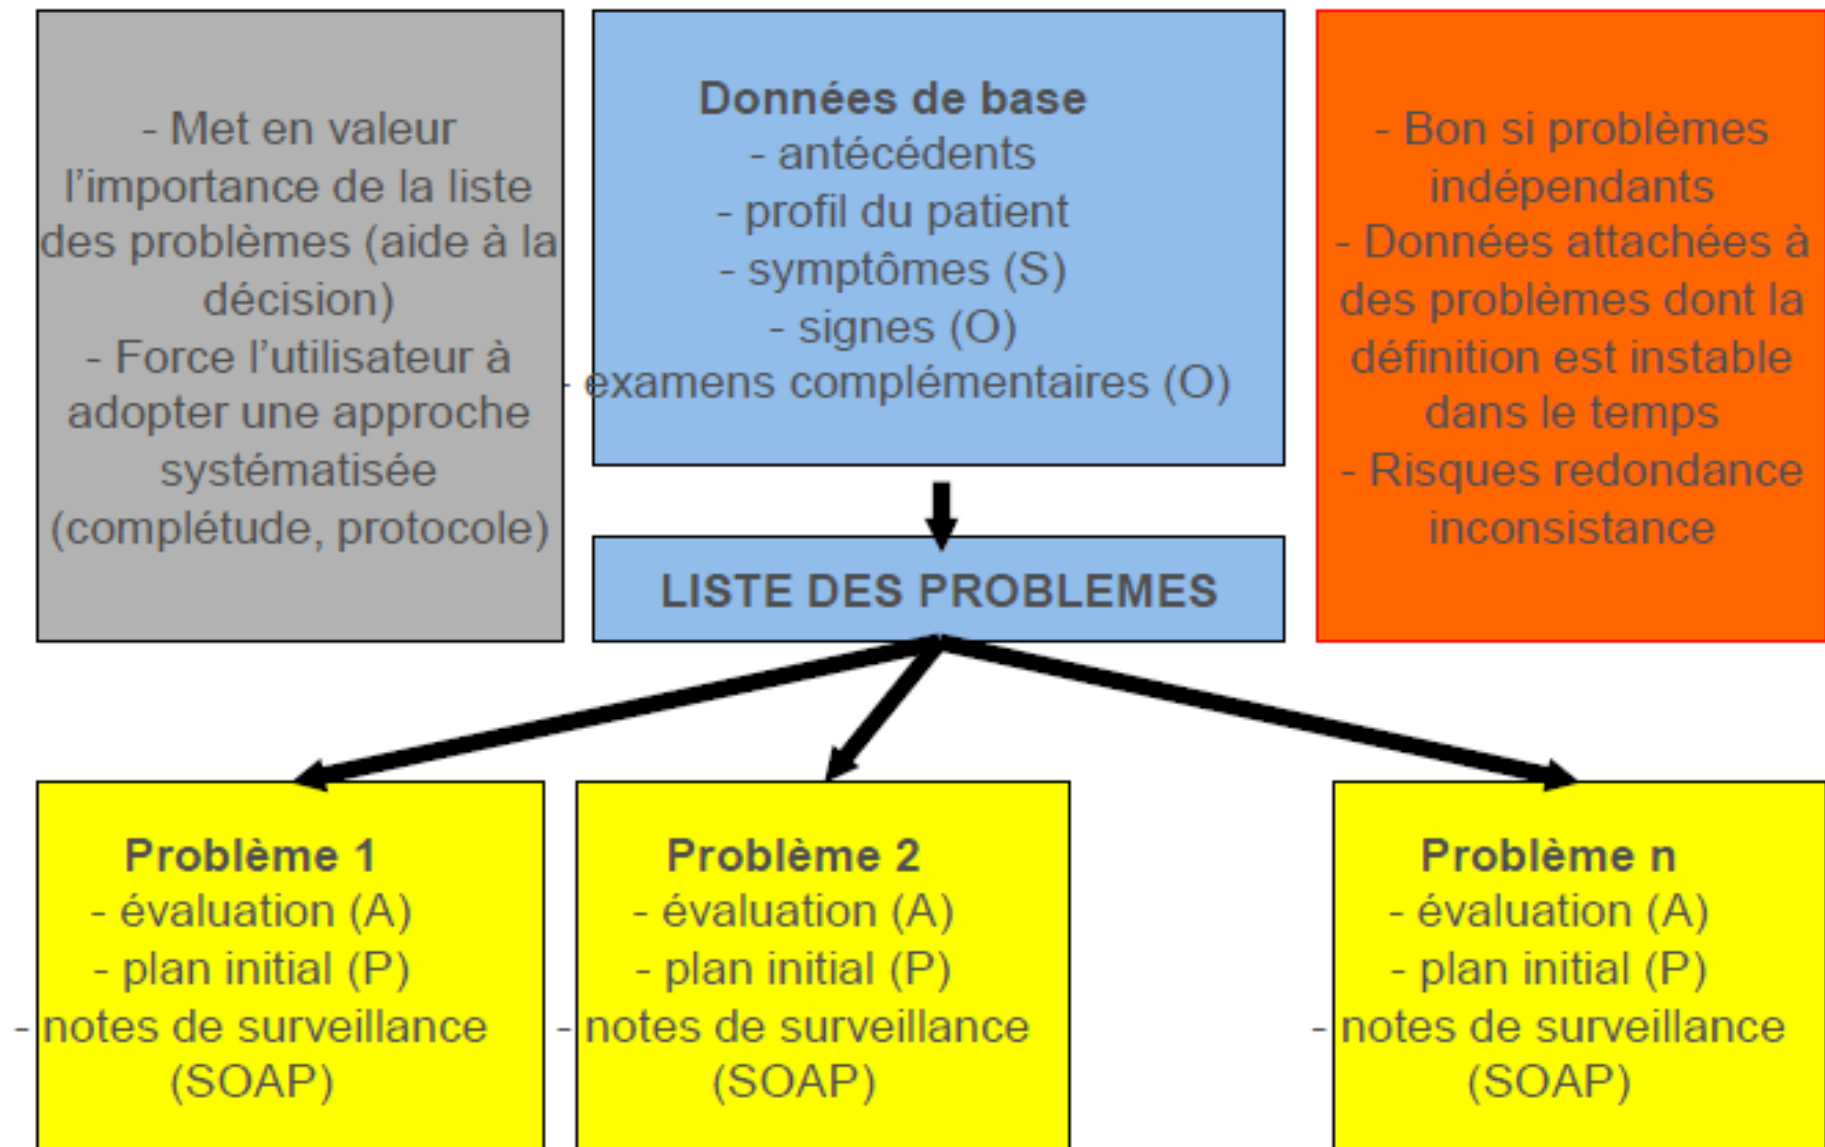 - Met en valeur
l’importance de la liste
des problèmes (aide à la
décision)
- Force l’utilisateur à
adopter une approche
systématisée
(complétude, protocole)
Données de base
- antécédents
- profil du patient
- symptômes (S)
- signes (O)
- examens complémentaires (O)
- Bon si problèmes
indépendants
- Données attachées à
des problèmes dont la
définition est instable
dans le temps
- Risques redondance
inconsistance
LISTE DES PROBLEMES
Problème 1
- évaluation (A)
- plan initial (P)
- notes de surveillance
(SOAP)
Problème 2
- évaluation (A)
- plan initial (P)
- notes de surveillance
(SOAP)
Problème n
- évaluation (A)
- plan initial (P)
- notes de surveillance
(SOAP)